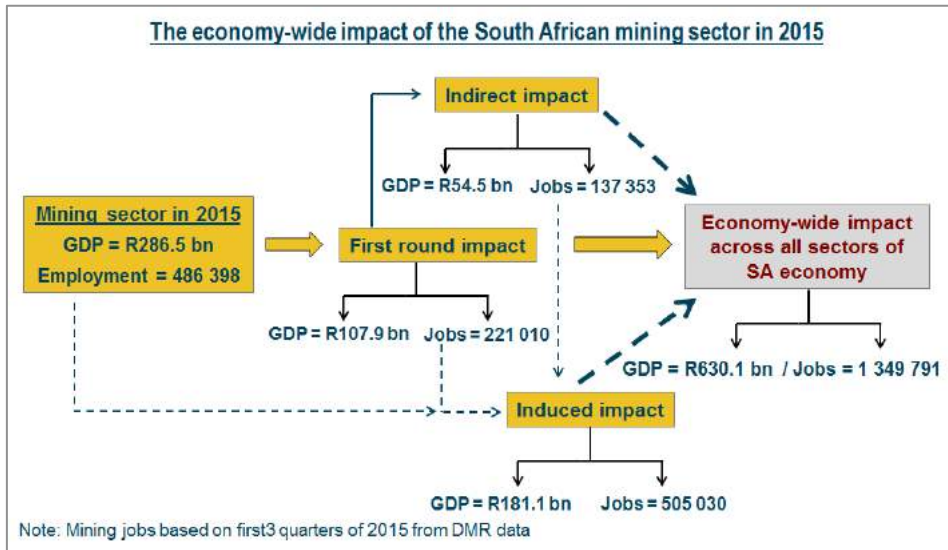 The economy-wide impact of the South African mining sector in 2015
Indirect impact
GDP = R54.5 bn Jobs = 137 353
Mining sector in 2015
GDP = R286.5 bn
Employment = 486 398
First round impact
GDP = R107.9 bn Jobs = 221 010
Economy-wide impact
across all sectors of
SA economy
GDP = R630.1 bn / Jobs = 1 349 791
Induced impact
GDP = R181.1 bn Jobs = 505 030
Note: Mining jobs based on first3 quarters of 2015 from DMR data